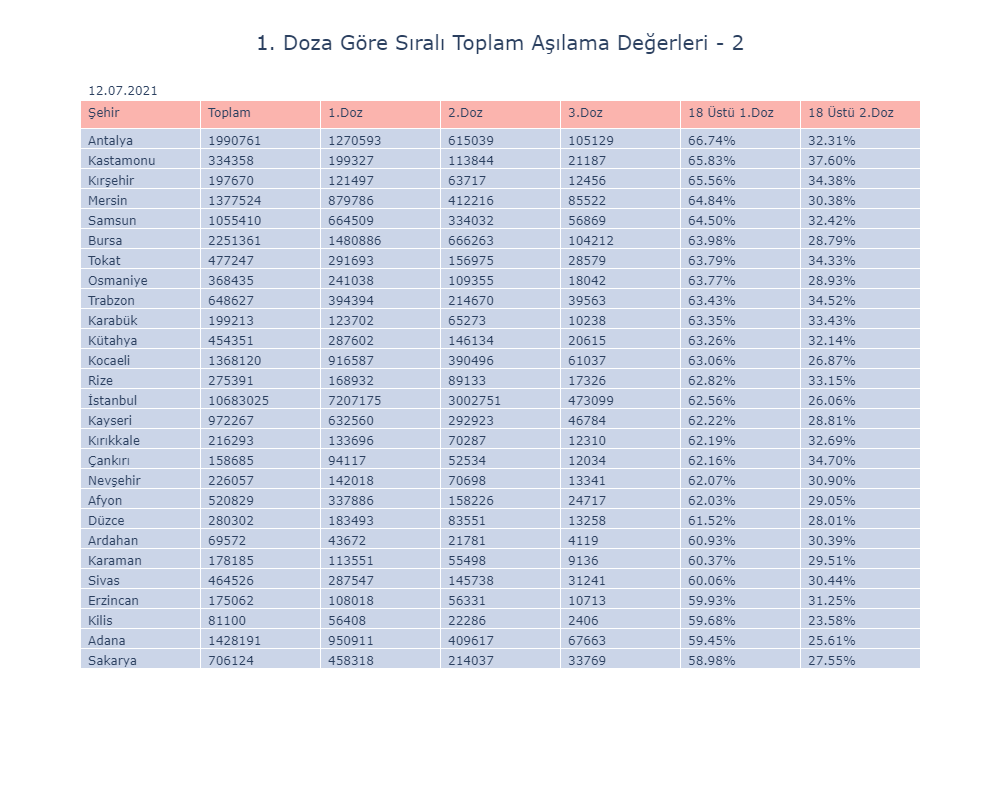 1. Doza Göre Sıralı Toplam Aşılama Değerleri - 2
12.07.2021
Şehir Toplam 1.Doz 2.Doz 3.Doz 18 Üstü 1.Doz 18 Üstü 2.Doz
Antalya 1990761 1270593 615039 105129 66.74% 32.31%
Kastamonu 334358 199327 113844 21187 65.83% 37.60%
Kırşehir 197670 121497 63717 12456 65.56% 34.38%
Mersin 1377524 879786 412216 85522 64.84% 30.38%
Samsun 1055410 664509 334032 56869 64.50% 32.42%
Bursa 2251361 1480886 666263 104212 63.98% 28.79%
Tokat 477247 291693 156975 28579 63.79% 34.33%
Osmaniye 368435 241038 109355 18042 63.77% 28.93%
Trabzon 648627 394394 214670 39563 63.43% 34.52%
Karabük 199213 123702 65273 10238 63.35% 33.43%
Kütahya 454351 287602 146134 20615 63.26% 32.14%
Kocaeli 1368120 916587 390496 61037 63.06% 26.87%
Rize 275391 168932 89133 17326 62.82% 33.15%
İstanbul 10683025 7207175 3002751 473099 62.56% 26.06%
Kayseri 972267 632560 292923 46784 62.22% 28.81%
Kırıkkale 216293 133696 70287 12310 62.19% 32.69%
Çankırı 158685 94117 52534 12034 62.16% 34.70%
Nevşehir 226057 142018 70698 13341 62.07% 30.90%
Afyon 520829 337886 158226 24717 62.03% 29.05%
Düzce 280302 183493 83551 13258 61.52% 28.01%
Ardahan 69572 43672 21781 4119 60.93% 30.39%
Karaman 178185 113551 55498 9136 60.37% 29.51%
Sivas 464526 287547 145738 31241 60.06% 30.44%
Erzincan 175062 108018 56331 10713 59.93% 31.25%
Kilis 81100 56408 22286 2406 59.68% 23.58%
Adana 1428191 950911 409617 67663 59.45% 25.61%
Sakarya 706124 458318 214037 33769 58.98% 27.55%